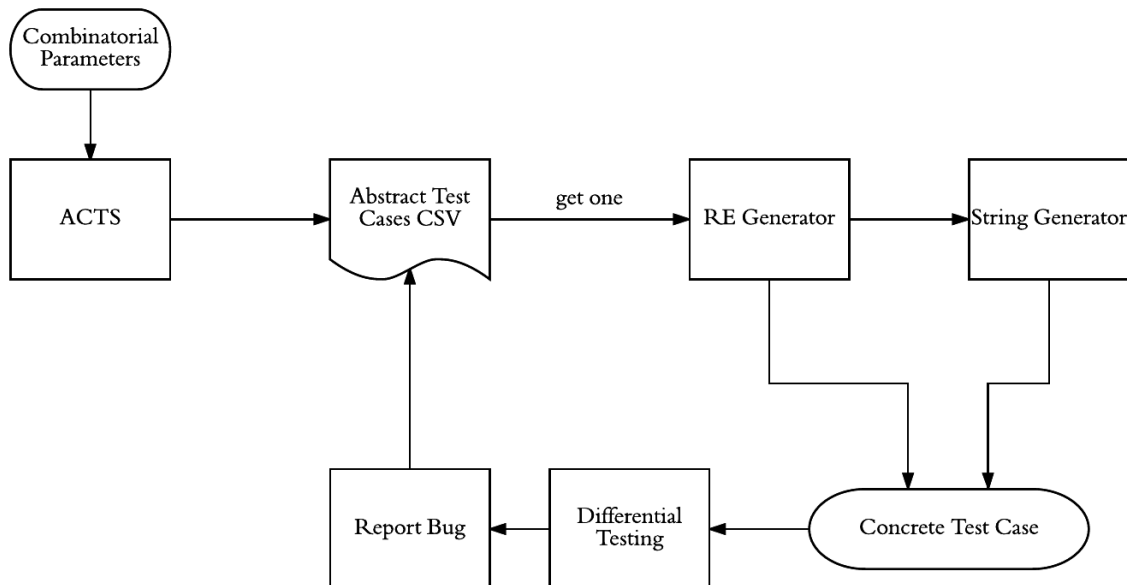 Combinatorial
Parameters
ACTS
Abstract Test
Cases CSV
get one
RE Generator
String Generator
Report Bug
Differential
Testing
Concrete Test Case